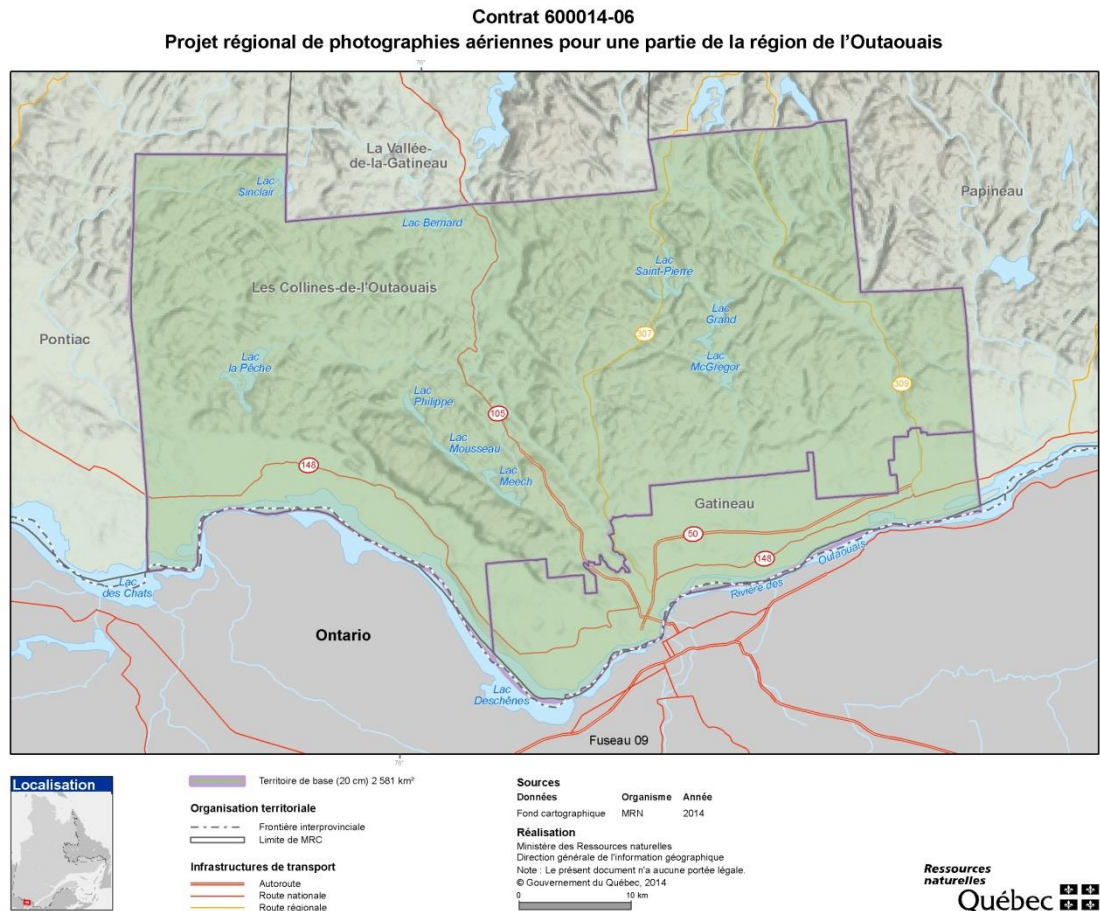 Contrat 600014-06
Projet régional de photographies aériennes pour une partie de la région de l'Outaouais
76°
La Vallée-
de-la-Gatineau
Papineau
Lac
Sinclair
Lac Bernard
Lac
Saint-Pierre
Les Collines-de-l'Outaouais
Lac
Grand
Pontiac
307
Lac
la Pêche
Lac
McGregor
309
Lac
Philippe
105
Lac
Mousseau
148
Lac
Meech
Gatineau
50
148
Outaouais
Rivière des
Lac
des Chats
Ontario
Lac
Deschênes
Fuseau 09
76°
Localisation
Territoire de base (20 cm) 2 581 km²
Organisation territoriale
Frontière interprovinciale
Limite de MRC
Infrastructures de transport
Autoroute
Route nationale
Route régionale
Sources
Données Organisme Année
Fond cartographique MRN 2014
Réalisation
Ministère des Ressources naturelles
Direction générale de l'information géographique
Note : Le présent document n'a aucune portée légale.
© Gouvernement du Québec, 2014
0 10 km
Ressources
naturelles
Québec